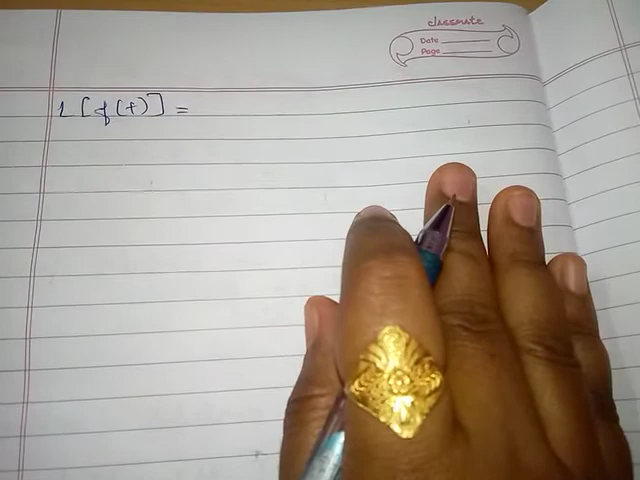 classmate
Date
Page
L[f(t)] =